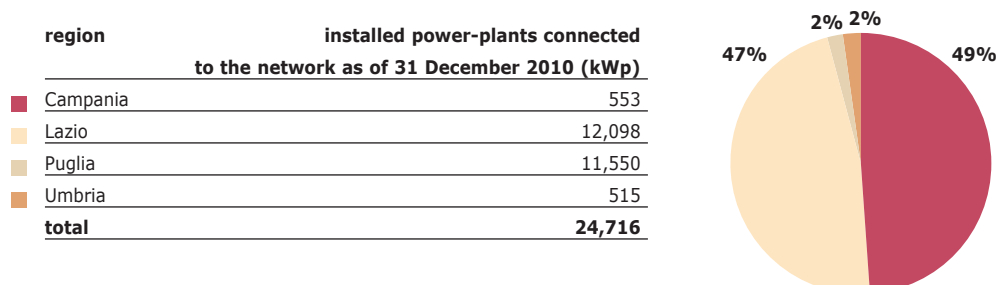 region installed power-plants connected
to the network as of 31 December 2010 (kWp)
Campania 553
Lazio 12,098
Puglia 11,550
Umbria 515
total 24,716
2% 2%
47% 49%